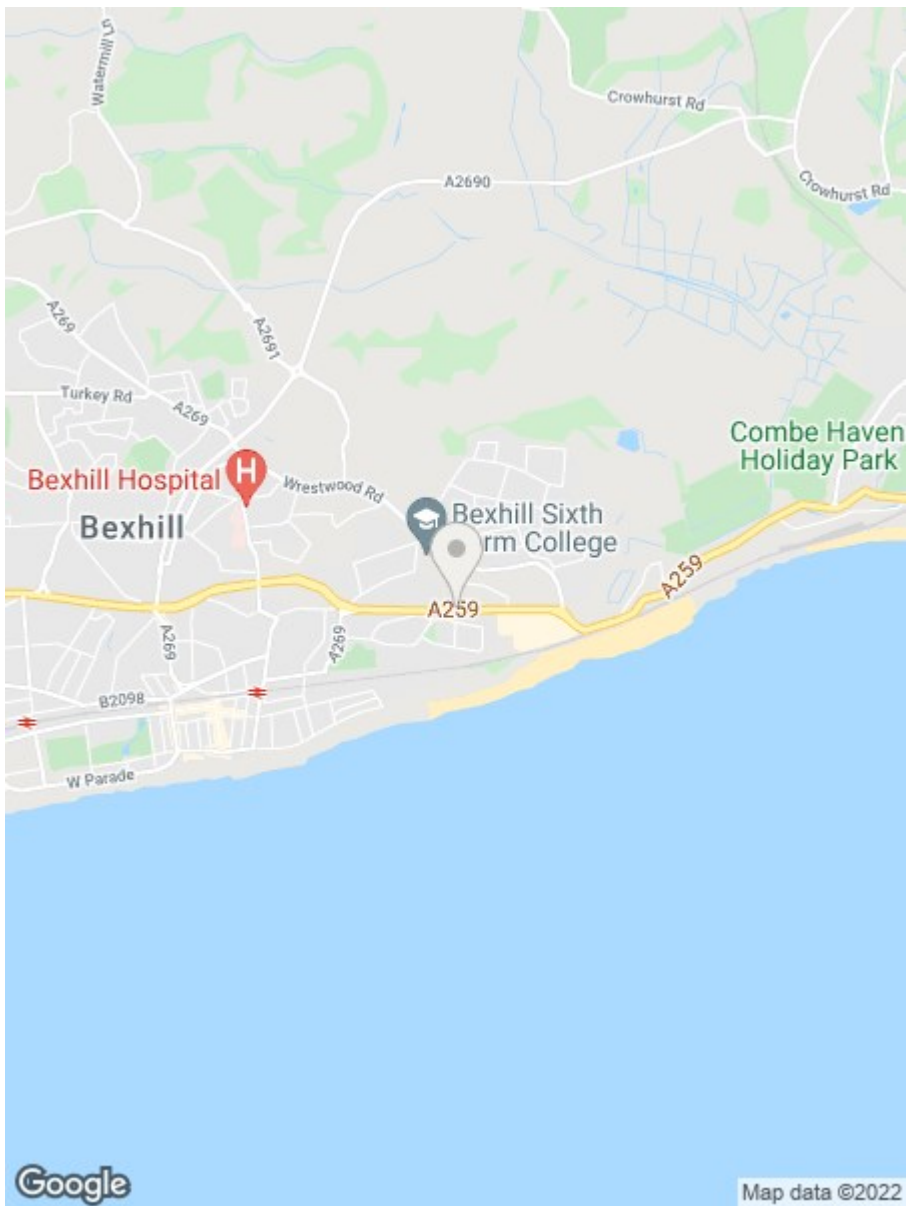 Watermill Ln
Crowhurst Rd
A2690
Crowhurst Rd
A269
A2691
Turkey Rd
A269
Combe Haven
Holiday Park
Bexhill Hospital
H
Wrestwood Rd
Bexhill Sixth
rm College
Bexhill
A259
A259
A269
A269
B2098
W Parade
Google
Map data ©2022